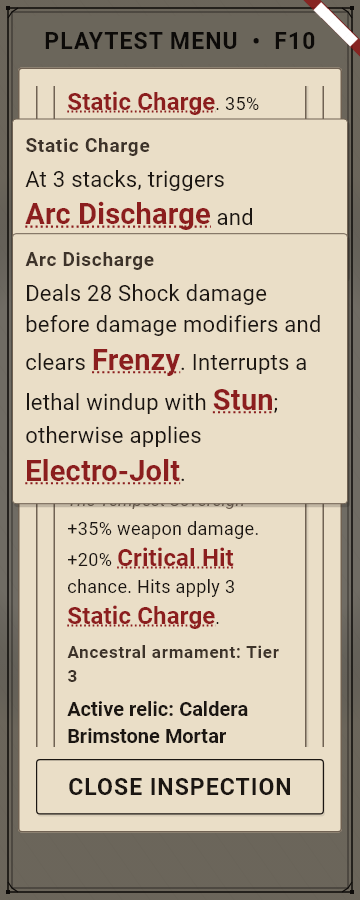 PLAYTEST MENU • F10
Static Charge. 35%
Static Charge
At 3 stacks, triggers
Arc Discharge and
Arc Discharge
Deals 28 Shock damage
before damage modifiers and
clears Frenzy. Interrupts a
lethal windup with Stun;
otherwise applies
Electro-Jolt.
The Tempest Sovereign
+35% weapon damage.
+20% Critical Hit
chance. Hits apply 3
Static Charge.
Ancestral armament: Tier
3
Active relic: Caldera
Brimstone Mortar
CLOSE INSPECTION